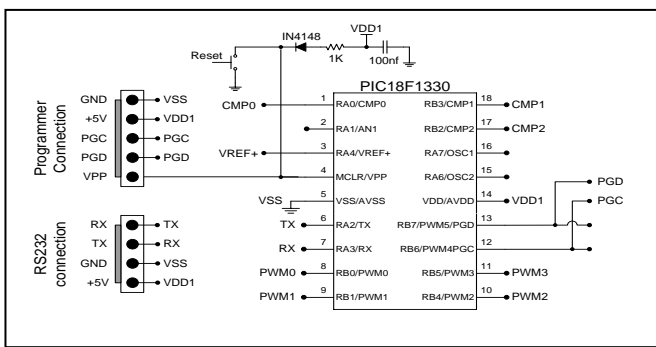 VDD1
IN4148
Reset
1K
100nf
PIC18F1330
Programmer
Connection
GND VSS
+5V VDD1
PGC PGC
PGD PGD
VPP
RS232
connection
RX TX
TX RX
GND VSS
+5V VDD1
CMP0 1 RA0/CMP0 RB3/CMP1 18 CMP1
2 RA1/AN1 RB2/CMP2 17 CMP2
VREF+ 3 RA4/VREF+ RA7/OSC1 16
4 MCLR/VPP RA6/OSC2 15
VSS 5 VSS/AVSS VDD/AVDD 14 VDD1
TX 6 RA2/TX RB7/PWM5/PGD 13 PGD
RX 7 RA3/RX RB6/PWM4PGC 12 PGC
PWM0 8 RB0/PWM0 RB5/PWM3 11 PWM3
PWM1 9 RB1/PWM1 RB4/PWM2 10 PWM2